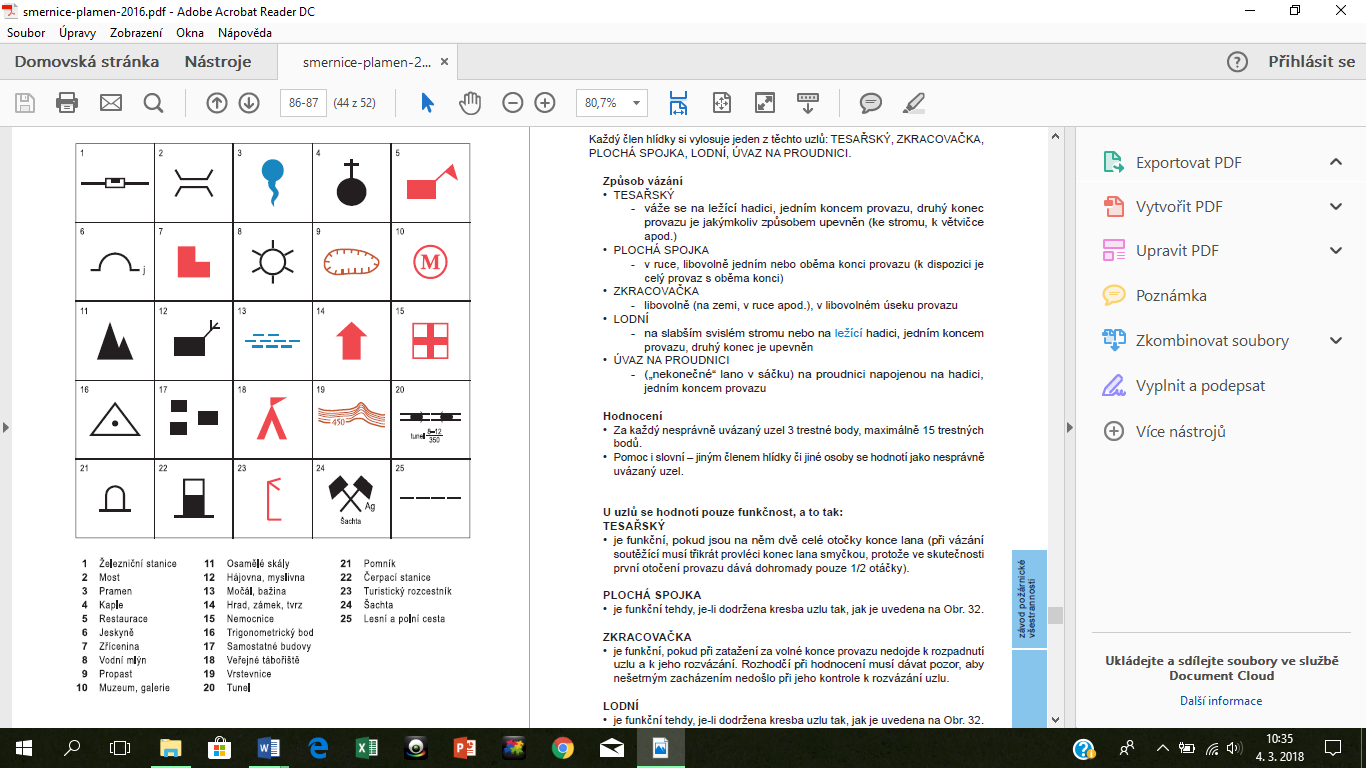 smernice-plamen-2016.pdf - Adobe Acrobat Reader DC
Soubor Úpravy Zobrazení Okna Nápověda
Domovská stránka Nástroje smernice-plamen-2... × ? Přihlásit se
86-87 (44 z 52) 80,7%
1 2 3 4 5
6 j 7 8 9 10 M
11 12 13 14 15
16 17 18 19 450 20 tunel 8–12 350
21 22 23 24 Ag Šachta 25
1 Železniční stanice
2 Most
3 Pramen
4 Kaple
5 Restaurace
6 Jeskyně
7 Zřícenina
8 Vodní mlýn
9 Propast
10 Muzeum, galerie
11 Osamělé skály
12 Hájovna, myslivna
13 Močál, bažina
14 Hrad, zámek, tvrz
15 Nemocnice
16 Trigonometrický bod
17 Samostatné budovy
18 Veřejné tábořiště
19 Vrstevnice
20 Tunel
21 Pomník
22 Čerpací stanice
23 Turistický rozcestník
24 Šachta
25 Lesní a polní cesta
Každý člen hlídky si vylosuje jeden z těchto uzlů: TESAŘSKÝ, ZKRACOVAČKA,
PLOCHÁ SPOJKA, LODNÍ, ÚVAZ NA PROUDNICI.
Způsob vázání
• TESAŘSKÝ
- váže se na ležící hadici, jedním koncem provazu, druhý konec
provazu je jakýmkoliv způsobem upevněn (ke stromu, k větvičce
apod.)
• PLOCHÁ SPOJKA
- v ruce, libovolně jedním nebo oběma konci provazu (k dispozici je
celý provaz s oběma konci)
• ZKRACOVAČKA
- libovolně (na zemi, v ruce apod.), v libovolném úseku provazu
• LODNÍ
- na slabším svislém stromu nebo na ležící hadici, jedním koncem
provazu, druhý konec je upevněn
• ÚVAZ NA PROUDNICI
- („nekonečné“ lano v sáčku) na proudnici napojenou na hadici,
jedním koncem provazu
Hodnocení
• Za každý nesprávně uvázaný uzel 3 trestné body, maximálně 15 trestných
bodů.
• Pomoc i slovní – jiným členem hlídky či jiné osoby se hodnotí jako nesprávně
uvázaný uzel.
U uzlů se hodnotí pouze funkčnost, a to tak:
TESAŘSKÝ
• je funkční, pokud jsou na něm dvě celé otočky konce lana (při vázání
soutěžící musí třikrát provléci konec lana smyčkou, protože ve skutečnosti
první otočení provazu dává dohromady pouze 1/2 otáčky).
PLOCHÁ SPOJKA
• je funkční tehdy, je-li dodržena kresba uzlu tak, jak je uvedena na Obr. 32.
ZKRACOVAČKA
• je funkční, pokud při zatažení za volné konce provazu nedojde k rozpadnutí
uzlu a k jeho rozvázání. Rozhodčí při hodnocení musí dávat pozor, aby
nešetrným zacházením nedošlo při jeho kontrole k rozvázání uzlu.
LODNÍ
• je funkční tehdy, je-li dodržena kresba uzlu tak, jak je uvedena na Obr. 32.
závod požárnické
všestrannosti
Exportovat PDF
Vytvořit PDF
Upravit PDF
Poznámka
Zkombinovat soubory
Vyplnit a podepsat
Více nástrojů
Ukládejte a sdílejte soubory ve službě
Document Cloud
Další informace
10:35
4. 3. 2018